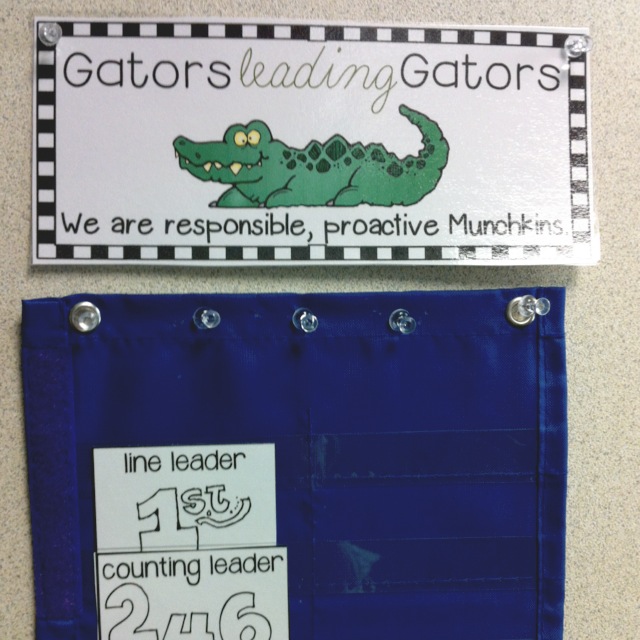 Gators leading Gators
We are responsible, proactive Munchkins.
line leader
1st
counting leader
246